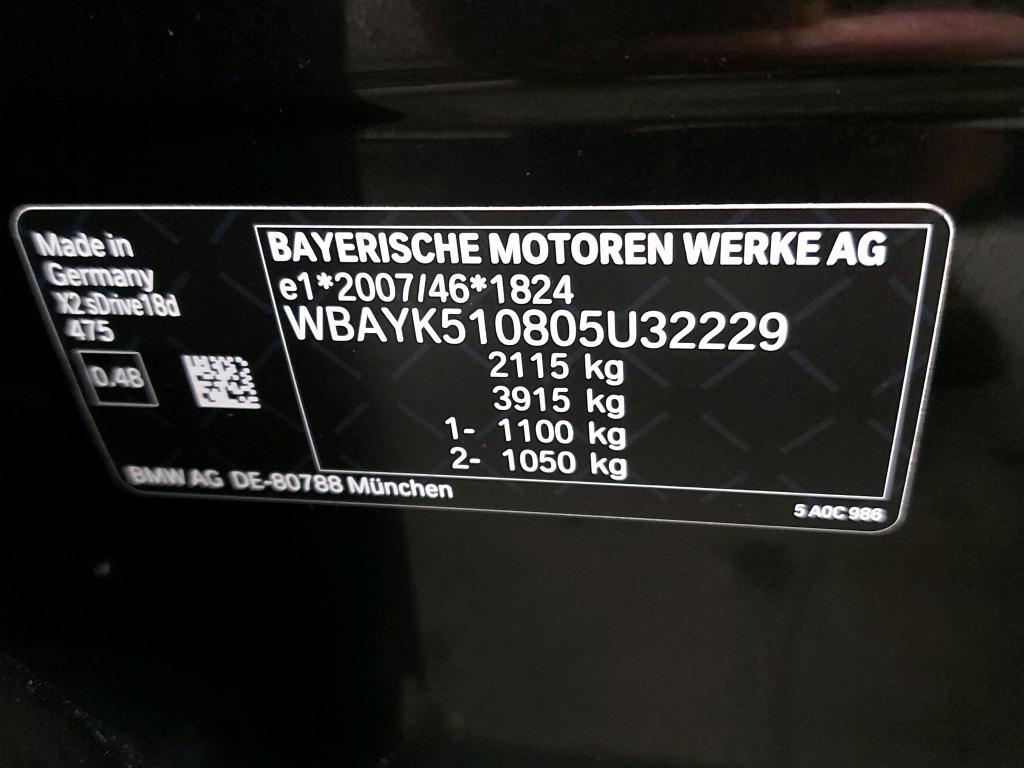 Made in
Germany
X2 sDrive18d
475
0.48
BAYERISCHE MOTOREN WERKE AG
e1*2007/46*1824
WBAYK510805U32229
2115 kg
3915 kg
1- 1100 kg
2- 1050 kg
BMW AG DE-80788 München
5 A0C 986